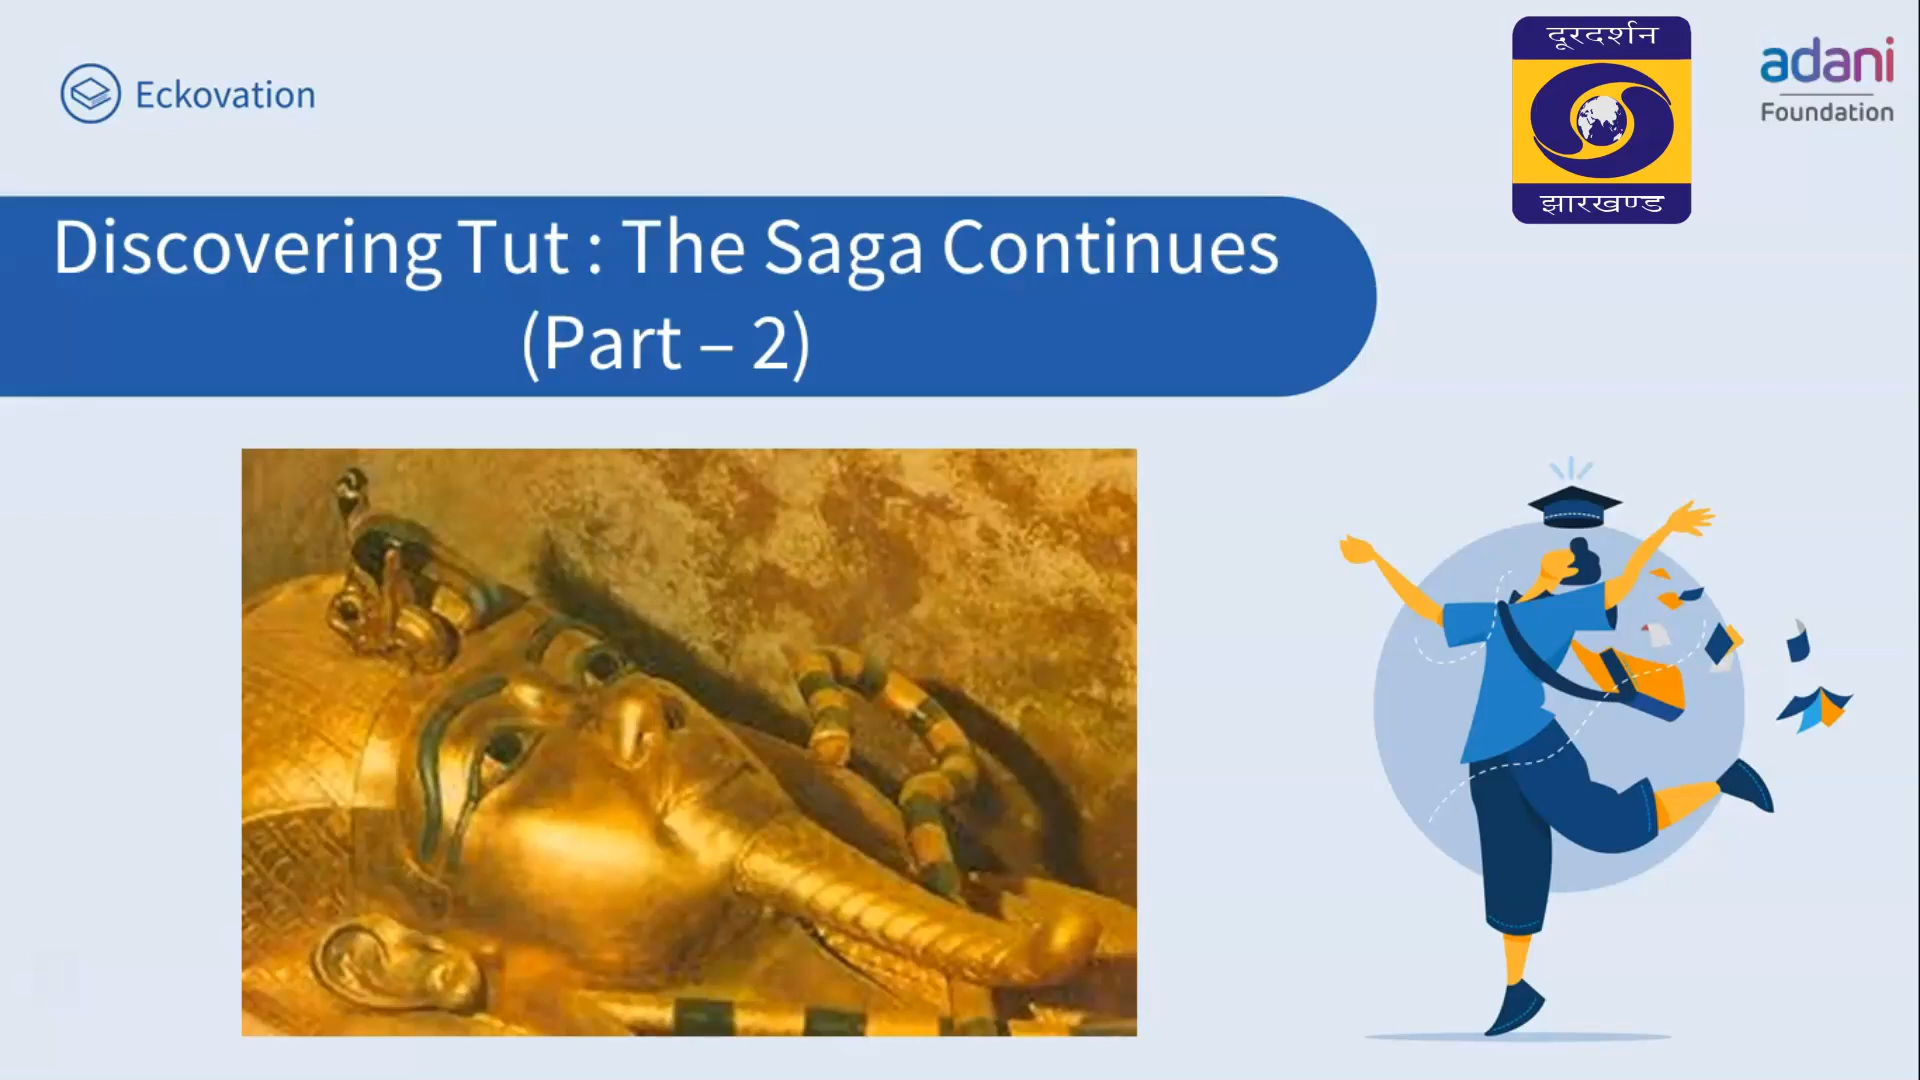 Eckovation
दूरदर्शन
झारखण्ड
adani
Foundation
Discovering Tut : The Saga Continues
(Part – 2)